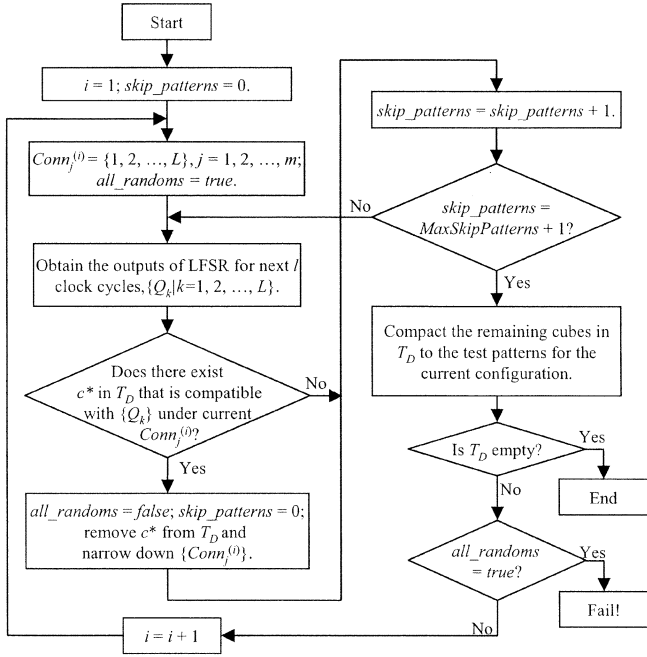 Start
i = 1; skip_patterns = 0.
Conn_j^(i) = {1, 2, …, L}, j = 1, 2, …, m;
all_randoms = true.
Obtain the outputs of LFSR for next l
clock cycles,{Q_k|k=1, 2, …, L}.
Does there exist
c* in T_D that is compatible
with {Q_k} under current
Conn_j^(i)?
No
Yes
all_randoms = false; skip_patterns = 0;
remove c* from T_D and
narrow down {Conn_j^(i)}.
i = i + 1
skip_patterns = skip_patterns + 1.
skip_patterns =
MaxSkipPatterns + 1?
No
Yes
Compact the remaining cubes in
T_D to the test patterns for the
current configuration.
Is T_D empty?
Yes
End
No
all_randoms
= true?
Yes
Fail!
No